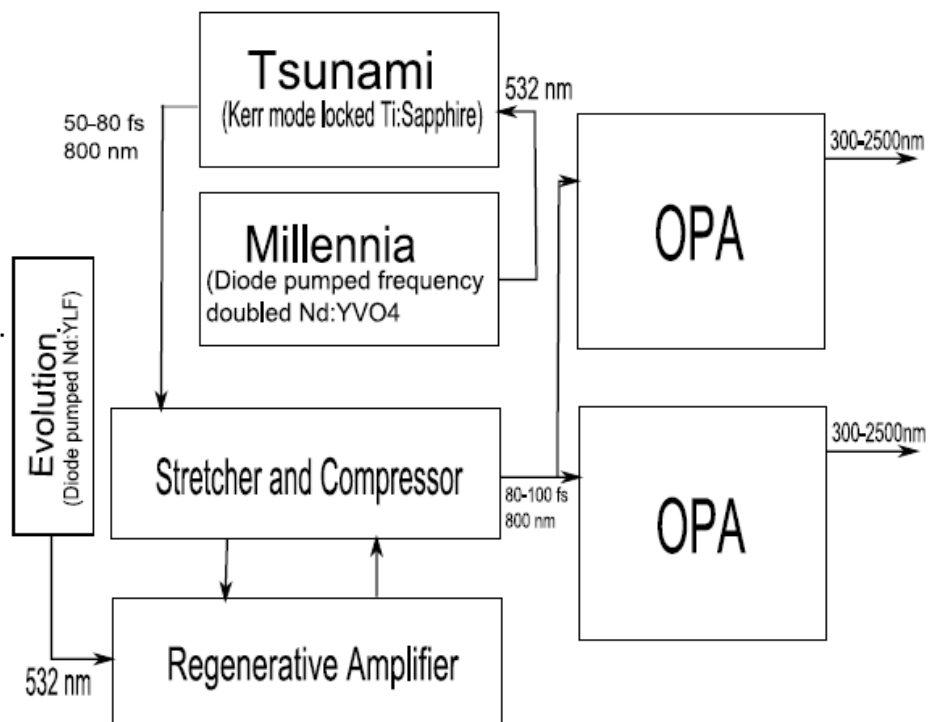 Tsunami
(Kerr mode locked Ti:Sapphire)
532 nm
50-80 fs
800 nm
Millennia
(Diode pumped frequency
doubled Nd:YVO4
OPA
300-2500nm
Evolution
(Diode pumped Nd:YLF)
Stretcher and Compressor
80-100 fs
800 nm
OPA
300-2500nm
Regenerative Amplifier
532 nm